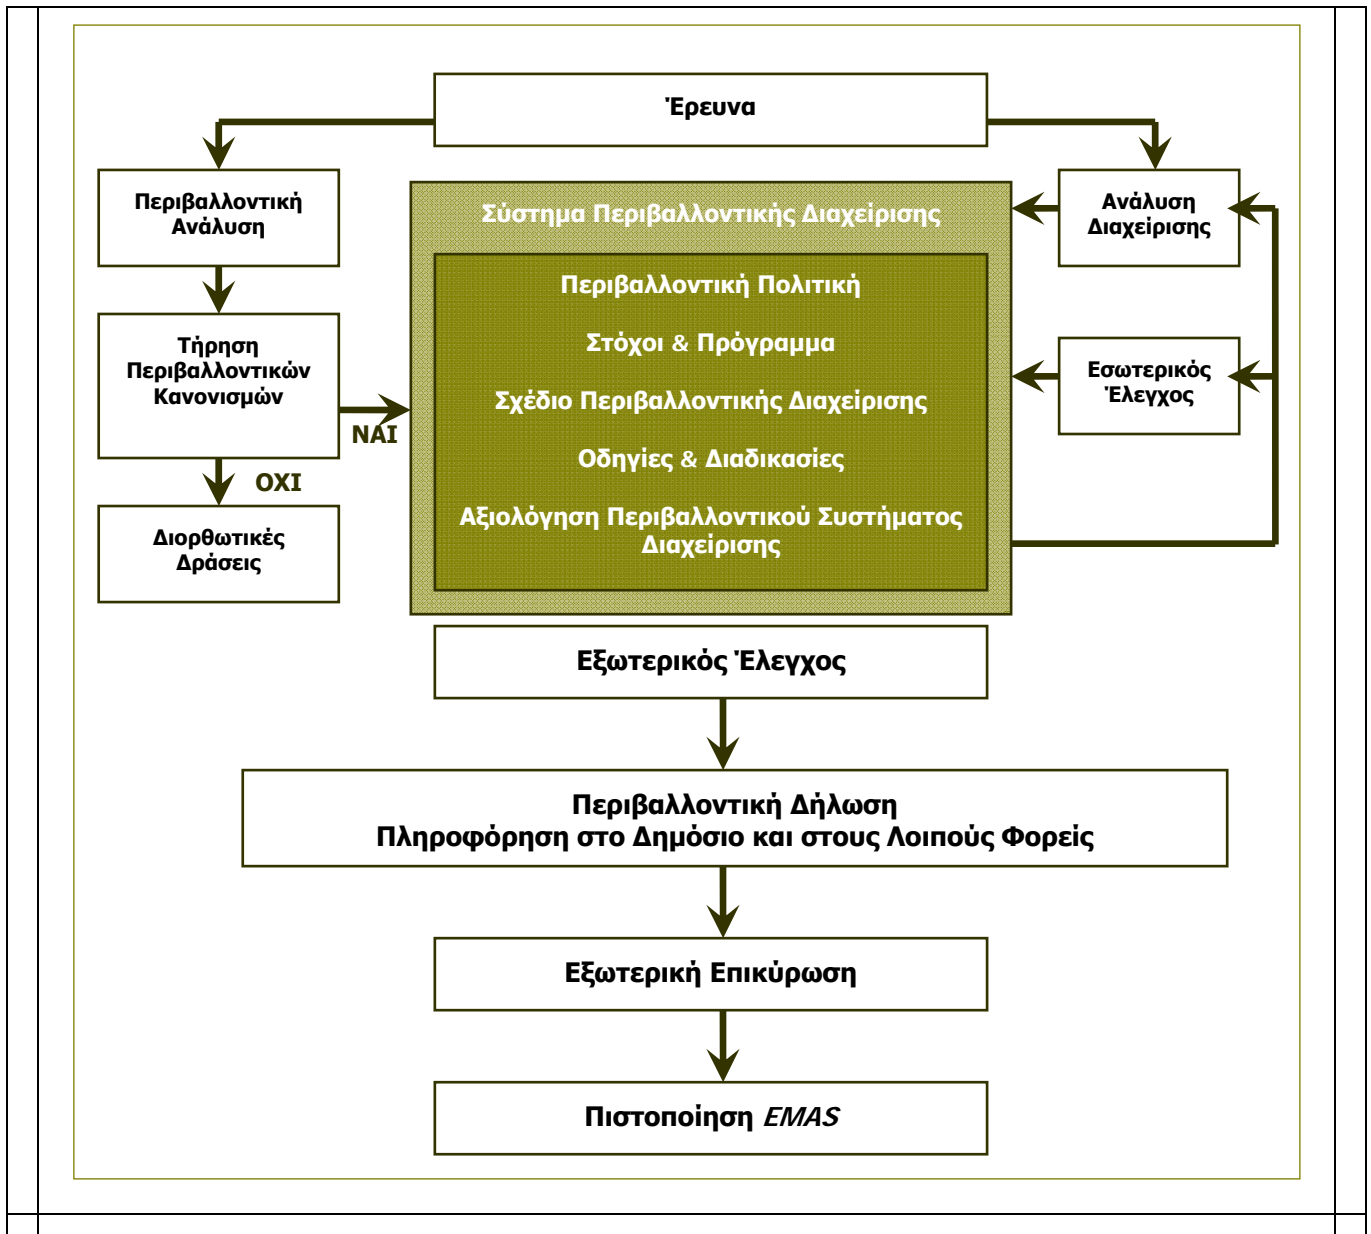 Έρευνα
Περιβαλλοντική
Ανάλυση
Σύστημα Περιβαλλοντικής Διαχείρισης
Ανάλυση
Διαχείρισης
Περιβαλλοντική Πολιτική
Στόχοι & Πρόγραμμα
Σχέδιο Περιβαλλοντικής Διαχείρισης
Οδηγίες & Διαδικασίες
Αξιολόγηση Περιβαλλοντικού Συστήματος
Διαχείρισης
Τήρηση
Περιβαλλοντικών
Κανονισμών
ΝΑΙ
ΟΧΙ
Εσωτερικός
Έλεγχος
Διορθωτικές
Δράσεις
Εξωτερικός Έλεγχος
Περιβαλλοντική Δήλωση
Πληροφόρηση στο Δημόσιο και στους Λοιπούς Φορείς
Εξωτερική Επικύρωση
Πιστοποίηση EMAS